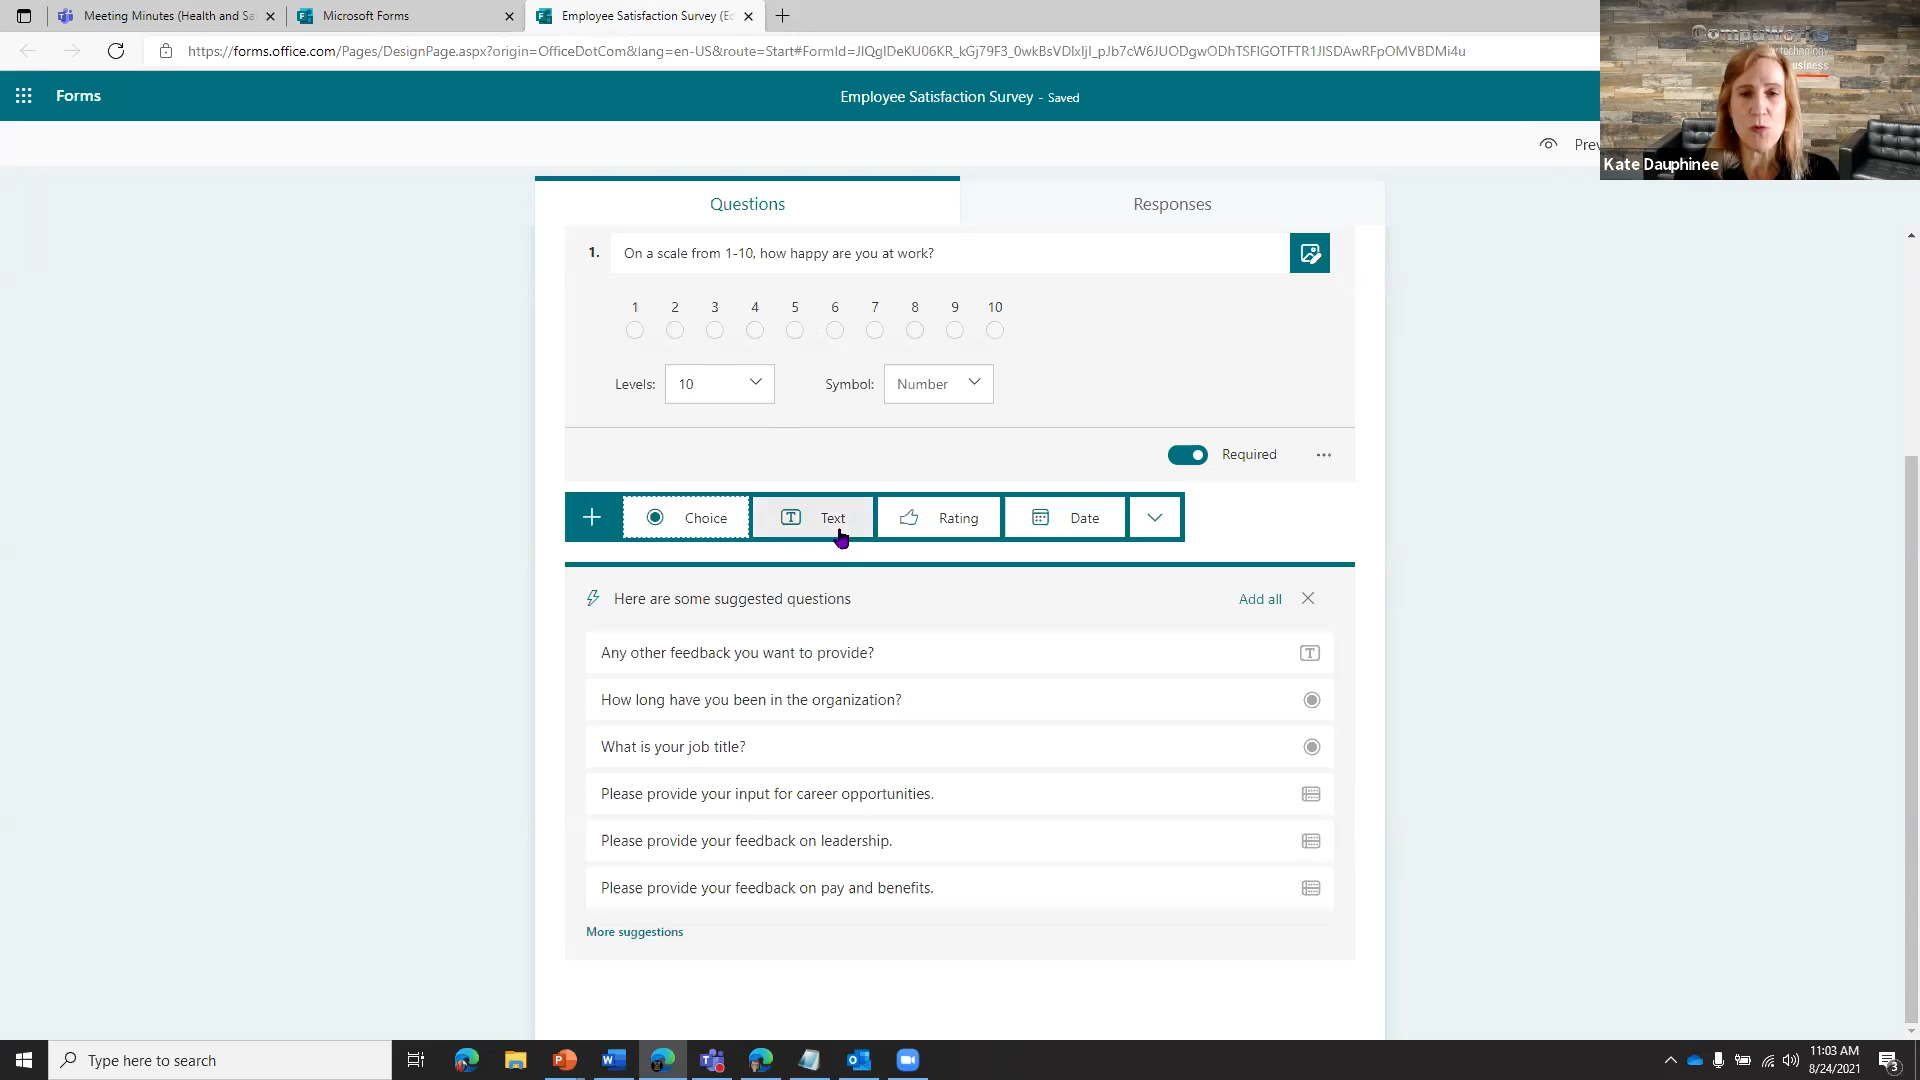 Meeting Minutes (Health and Sa
Microsoft Forms
Employee Satisfaction Survey (Ed
https://forms.office.com/Pages/DesignPage.aspx?origin=OfficeDotCom&lang=en-US&route=Start#FormId=
Forms
Employee Satisfaction Survey - Saved
Prev
CompuWorks
technology
business
Kate Dauphinee
Questions
Responses
1. On a scale from 1-10, how happy are you at work?
1 2 3 4 5 6 7 8 9 10
Levels: 10 Symbol: Number
Required
Choice Text Rating Date
Here are some suggested questions
Add all
Any other feedback you want to provide?
How long have you been in the organization?
What is your job title?
Please provide your input for career opportunities.
Please provide your feedback on leadership.
Please provide your feedback on pay and benefits.
More suggestions
Type here to search
11:03 AM
8/24/2021
3